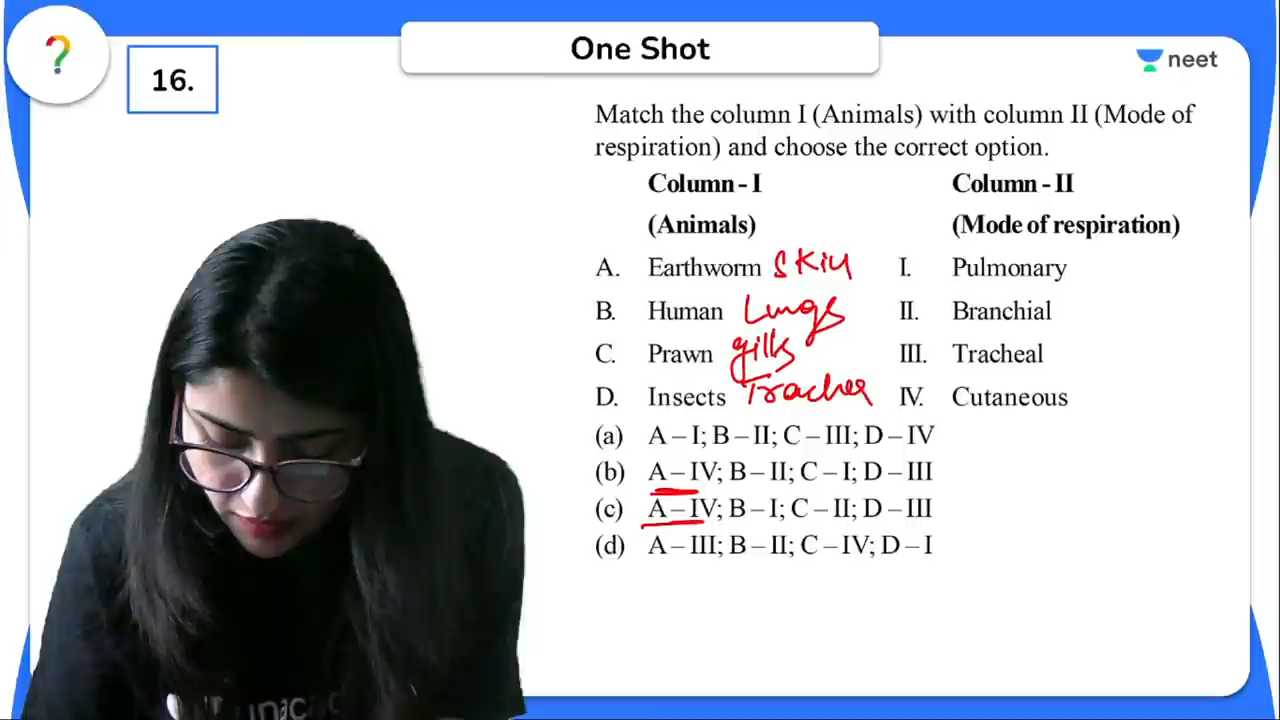 ?
16.
One Shot
neet
Match the column I (Animals) with column II (Mode of
respiration) and choose the correct option.
Column - I
Column - II
(Animals)
(Mode of respiration)
A. Earthworm Skin I. Pulmonary
B. Human Lungs II. Branchial
C. Prawn gills III. Tracheal
D. Insects Trachea IV. Cutaneous
(a) A – I; B – II; C – III; D – IV
(b) A – IV; B – II; C – I; D – III
(c) A – IV; B – I; C – II; D – III
(d) A – III; B – II; C – IV; D – I